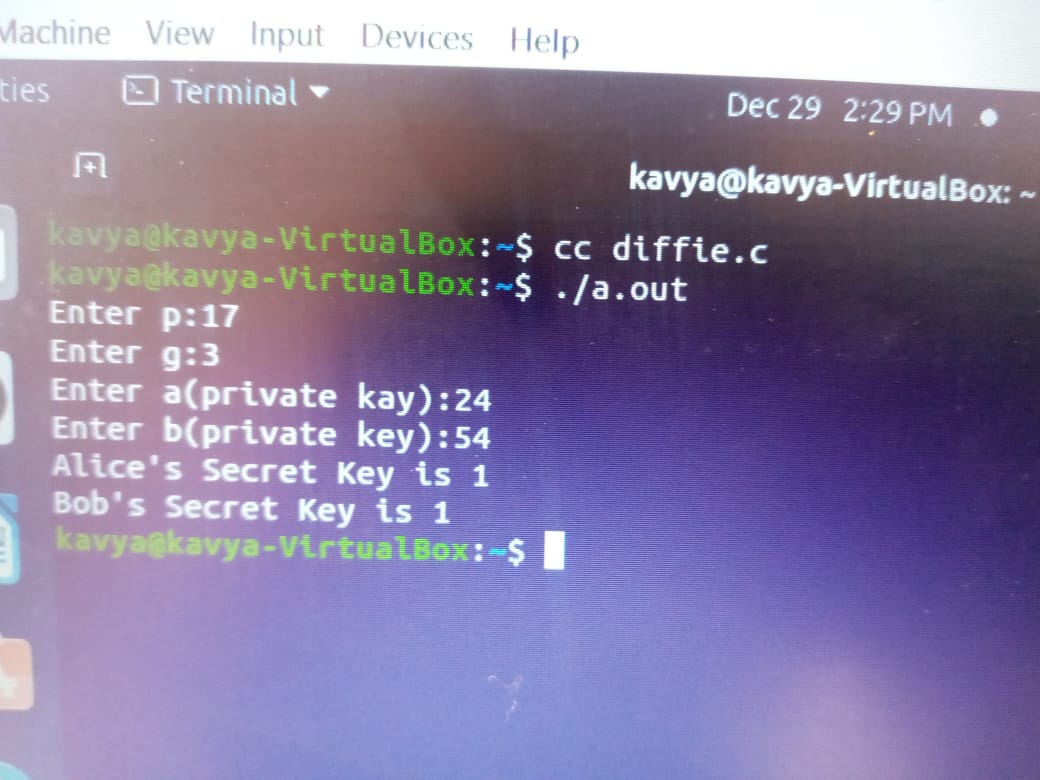 Machine View Input Devices Help
ties Terminal Dec 29 2:29 PM
kavya@kavya-VirtualBox: ~
kavya@kavya-VirtualBox:~$ cc diffie.c
kavya@kavya-VirtualBox:~$ ./a.out
Enter p:17
Enter g:3
Enter a(private kay):24
Enter b(private key):54
Alice's Secret Key is 1
Bob's Secret Key is 1
kavya@kavya-VirtualBox:~$